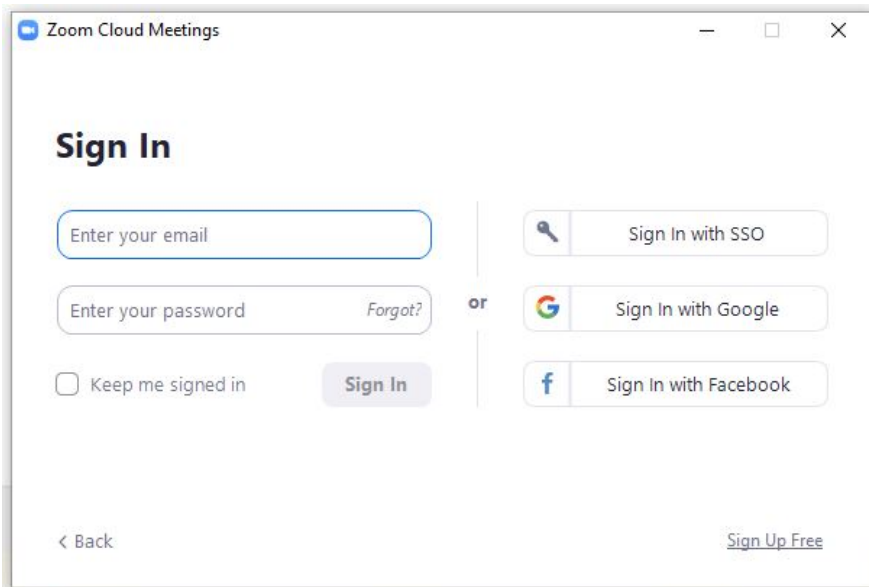 Zoom Cloud Meetings
Sign In
Enter your email
Enter your password
Forgot?
Keep me signed in
Sign In
or
Sign In with SSO
Sign In with Google
Sign In with Facebook
< Back
Sign Up Free